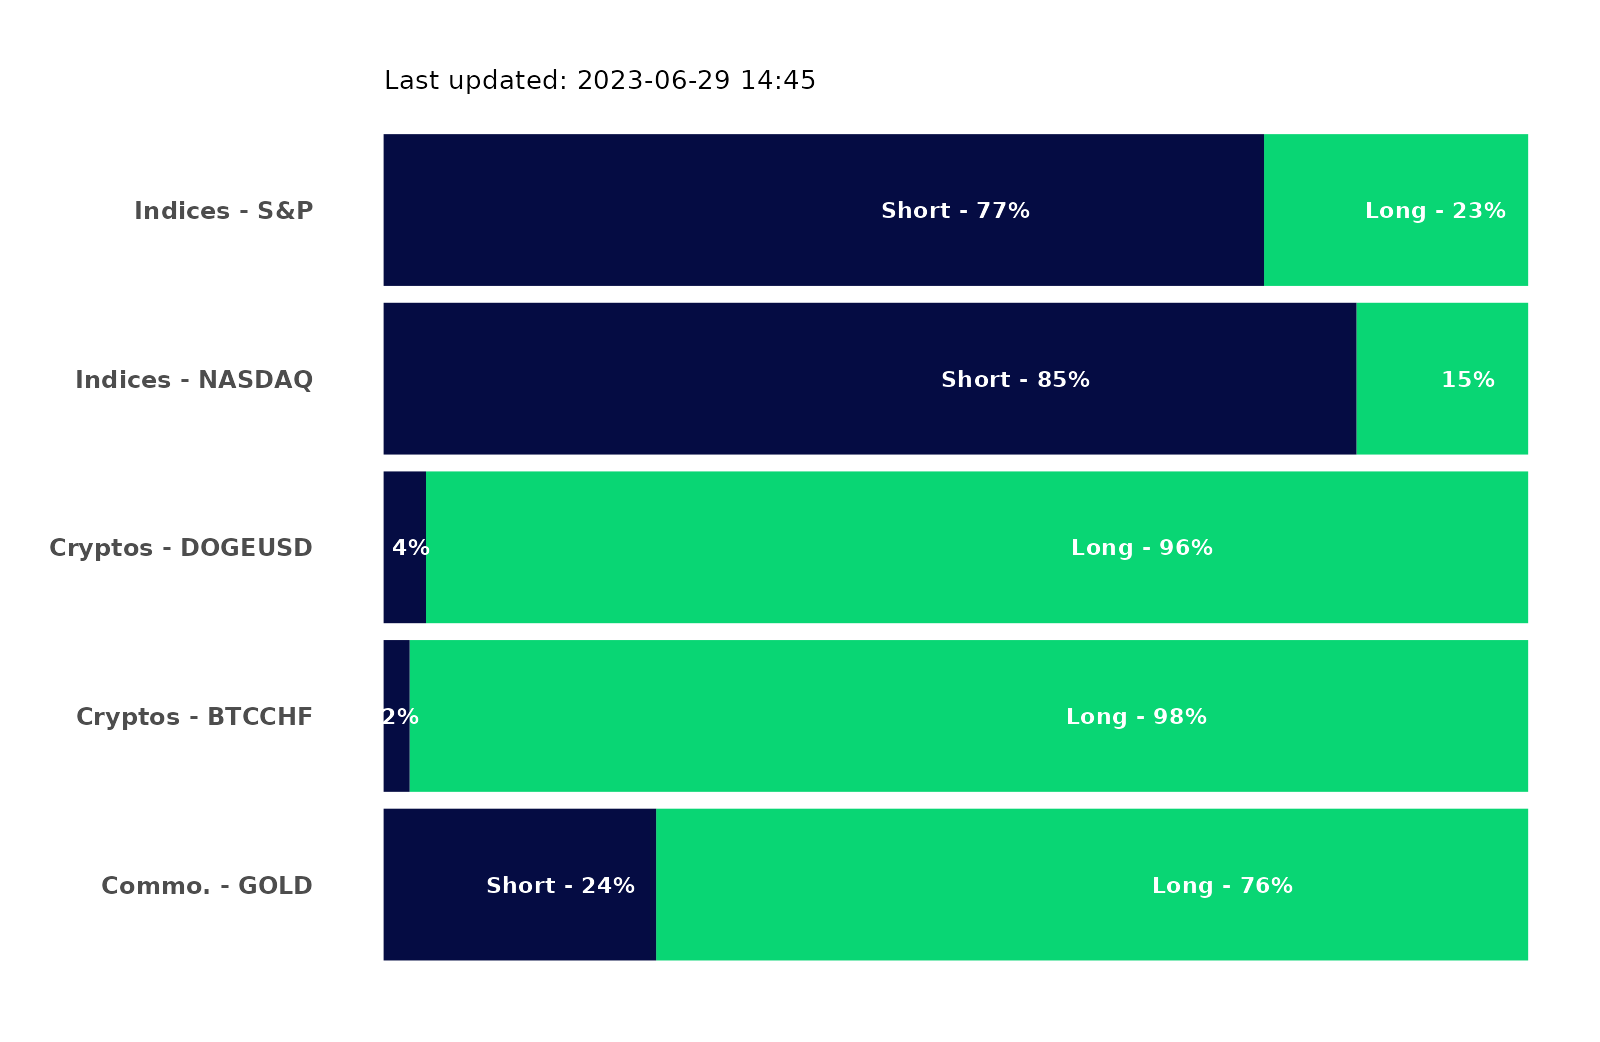 Last updated: 2023-06-29 14:45
Indices - S&P Short - 77% Long - 23%
Indices - NASDAQ Short - 85% 15%
Cryptos - DOGEUSD 4% Long - 96%
Cryptos - BTCCHF 2% Long - 98%
Commo. - GOLD Short - 24% Long - 76%